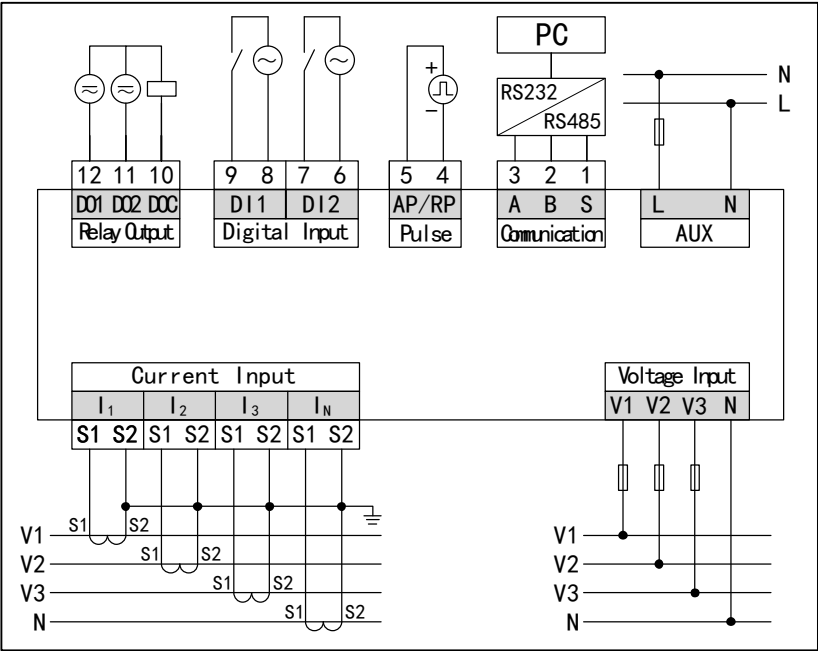 PC
N
RS232
L
RS485
12 11 10 9 8 7 6 5 4 3 2 1
DO1 DO2 DOC DI1 DI2 AP/RP A B S L N
Relay Output Digital Input Pulse Communication AUX
Current Input Voltage Input
I₁ I₂ I₃ I_N V1 V2 V3 N
S1 S2 S1 S2 S1 S2 S1 S2
S1 S2
V1 V1
S1 S2
V2 V2
S1 S2
V3 V3
S1 S2
N N
+
−